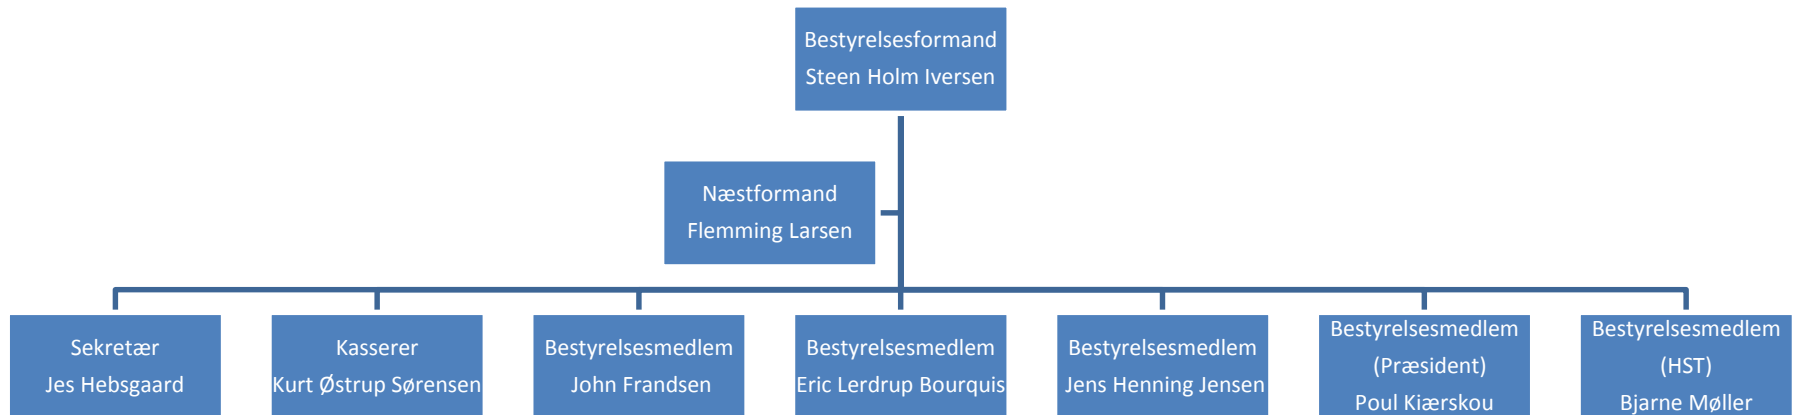 Bestyrelsesformand
Steen Holm Iversen
Næstformand
Flemming Larsen
Sekretær
Jes Hebsgaard
Kasserer
Kurt Østrup Sørensen
Bestyrelsesmedlem
John Frandsen
Bestyrelsesmedlem
Eric Lerdrup Bourquis
Bestyrelsesmedlem
Jens Henning Jensen
Bestyrelsesmedlem
(Præsident)
Poul Kiærskou
Bestyrelsesmedlem
(HST)
Bjarne Møller